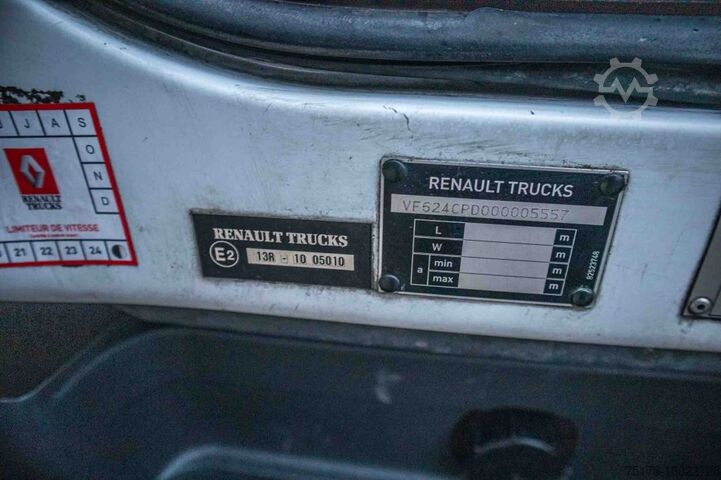 J J A S
O
N
D
RENAULT
TRUCKS
LIMITEUR DE VITESSE
21 22 23 24
RENAULT TRUCKS
E2 13R - 10 05010
RENAULT TRUCKS
VF624CPD000005557
L m
W m
a min m
max m
82523748